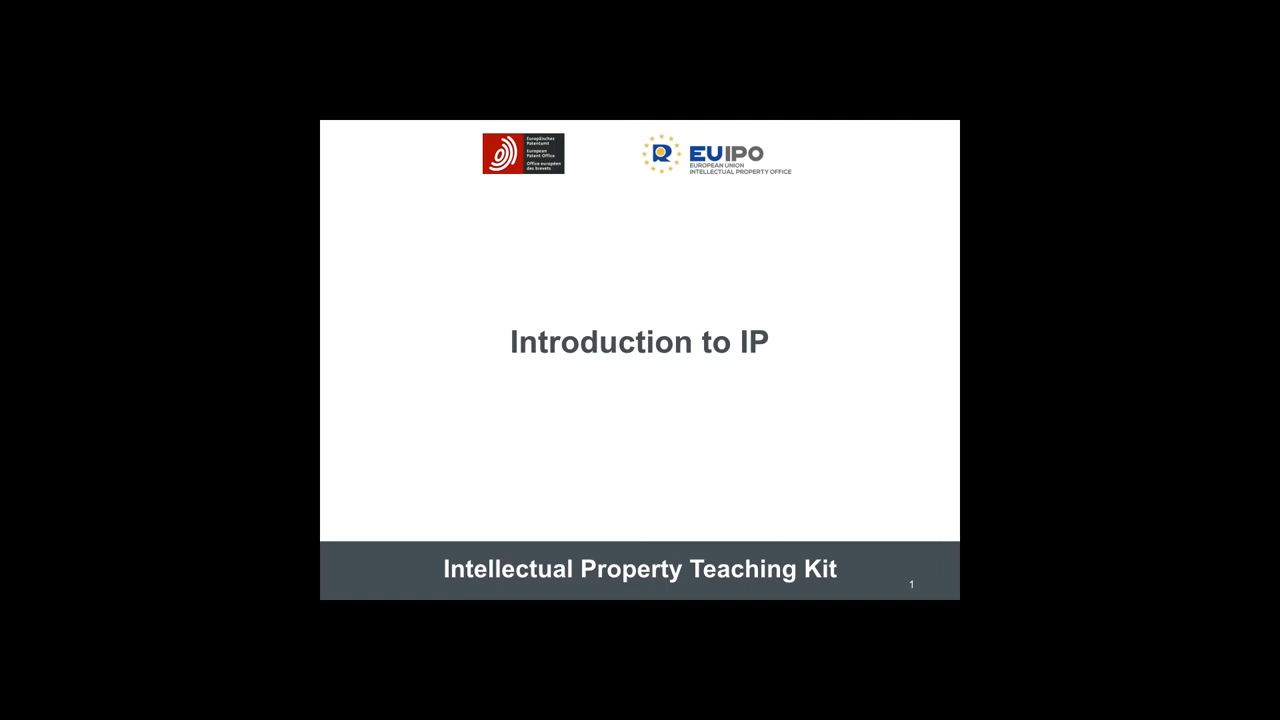 Europäisches
Patentamt
European
Patent Office
Office européen
des brevets
EUIPO
EUROPEAN UNION
INTELLECTUAL PROPERTY OFFICE
Introduction to IP
Intellectual Property Teaching Kit
1